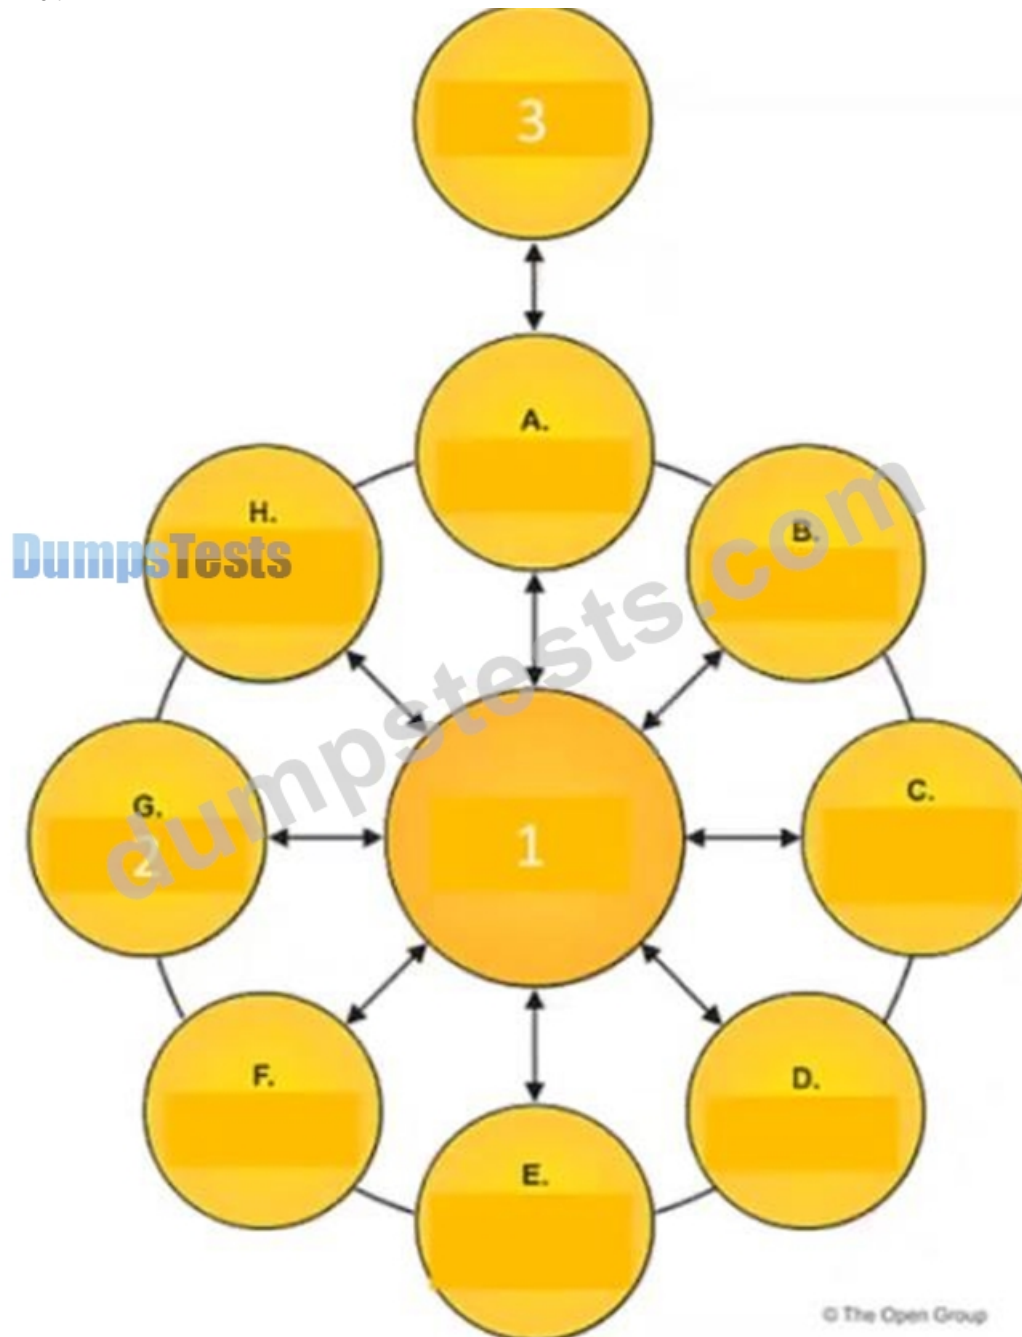 3
A.
H.
B.
DumpsTests
dumpstests.com
G.
2
1
C.
F.
D.
E.
© The Open Group